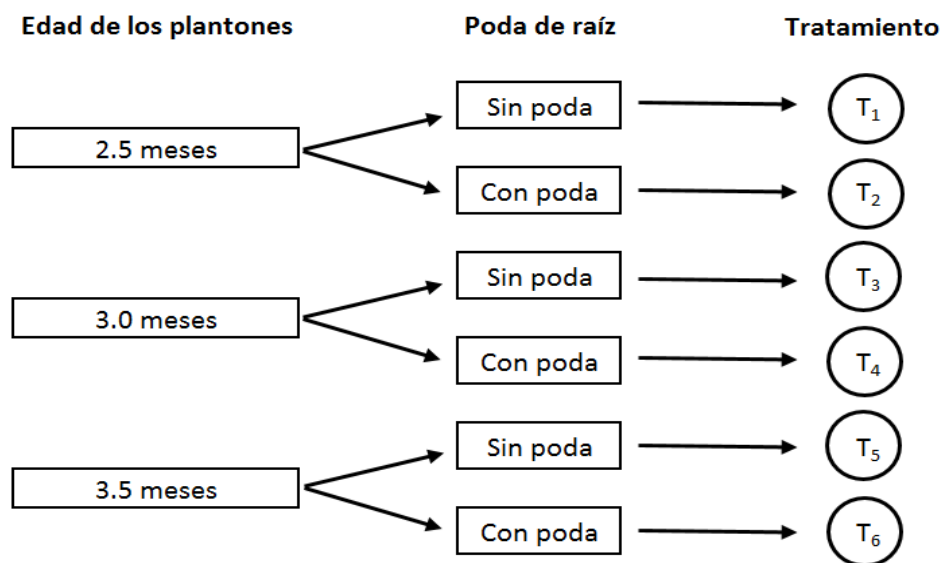 Edad de los plantones Poda de raíz Tratamiento
Sin poda T₁
2.5 meses
Con poda T₂
Sin poda T₃
3.0 meses
Con poda T₄
Sin poda T₅
3.5 meses
Con poda T₆